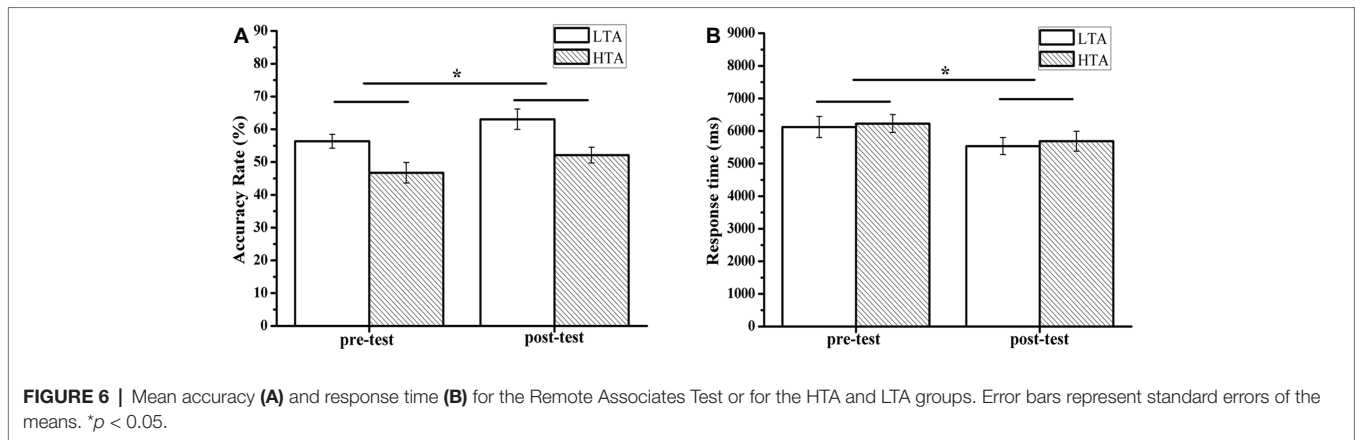 A
90
80
70
60
50
40
30
20
10
0
Accuracy Rate (%)
LTA
HTA
*
pre-test
post-test
B
9000
8000
7000
6000
5000
4000
3000
2000
1000
0
Response time (ms)
LTA
HTA
*
pre-test
post-test
FIGURE 6 | Mean accuracy (A) and response time (B) for the Remote Associates Test or for the HTA and LTA groups. Error bars represent standard errors of the
means. *p < 0.05.